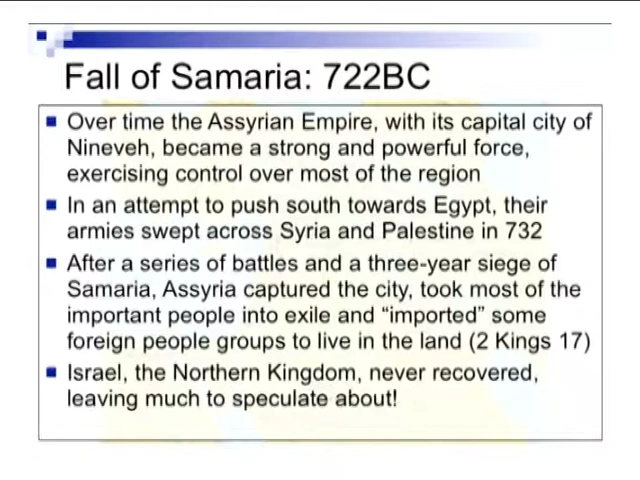 Fall of Samaria: 722BC
Over time the Assyrian Empire, with its capital city of
Nineveh, became a strong and powerful force,
exercising control over most of the region
In an attempt to push south towards Egypt, their
armies swept across Syria and Palestine in 732
After a series of battles and a three-year siege of
Samaria, Assyria captured the city, took most of the
important people into exile and “imported” some
foreign people groups to live in the land (2 Kings 17)
Israel, the Northern Kingdom, never recovered,
leaving much to speculate about!